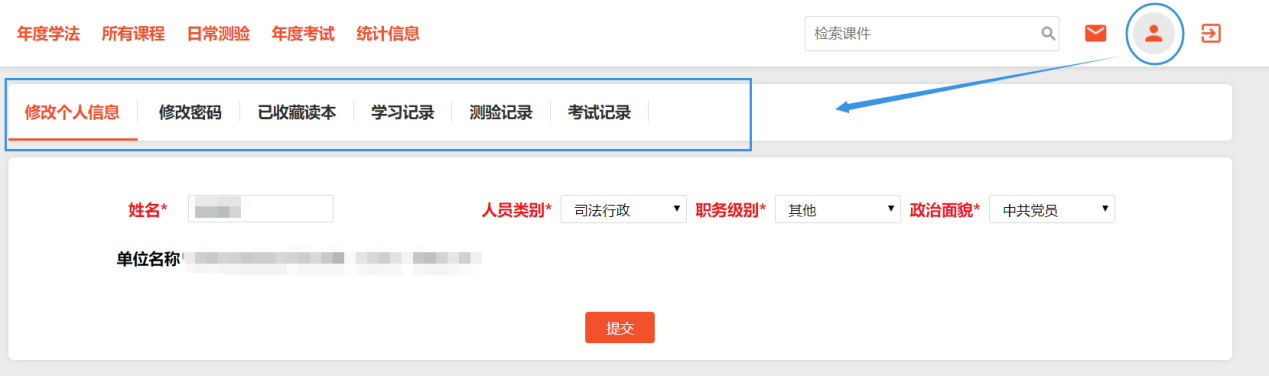 年度学法 所有课程 日常测验 年度考试 统计信息 检索课件
修改个人信息 修改密码 已收藏读本 学习记录 测验记录 考试记录
姓名* 人员类别* 司法行政 职务级别* 其他 政治面貌* 中共党员
单位名称
提交